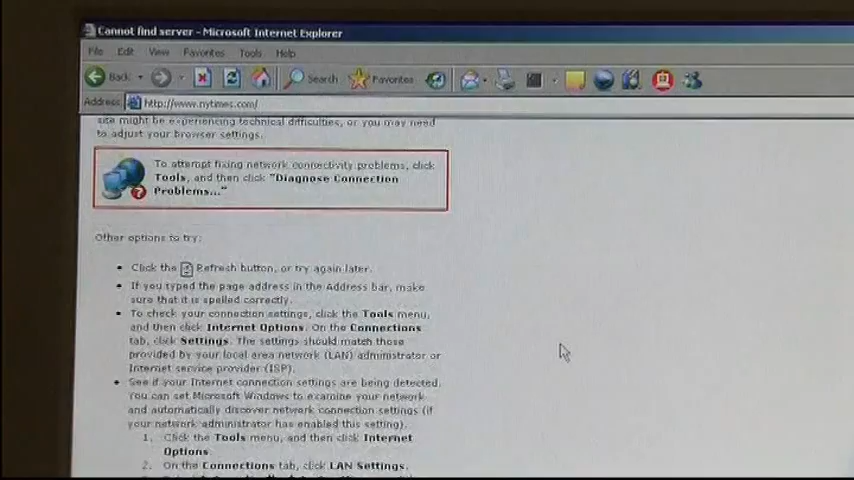 Cannot find server - Microsoft Internet Explorer
File Edit View Favorites Tools Help
Back Search Favorites
Address http://www.nytimes.com/
site might be experiencing technical difficulties, or you may need
to adjust your browser settings.
To attempt fixing network connectivity problems, click
Tools, and then click "Diagnose Connection
Problems..."
Other options to try:
Click the Refresh button, or try again later.
If you typed the page address in the Address bar, make
sure that it is spelled correctly.
To check your connection settings, click the Tools menu,
and then click Internet Options. On the Connections
tab, click Settings. The settings should match those
provided by your local area network (LAN) administrator or
Internet service provider (ISP).
See if your Internet connection settings are being detected.
You can set Microsoft Windows to examine your network
and automatically discover network connection settings (if
your network administrator has enabled this setting).
1. Click the Tools menu, and then click Internet
Options.
2. On the Connections tab, click LAN Settings.